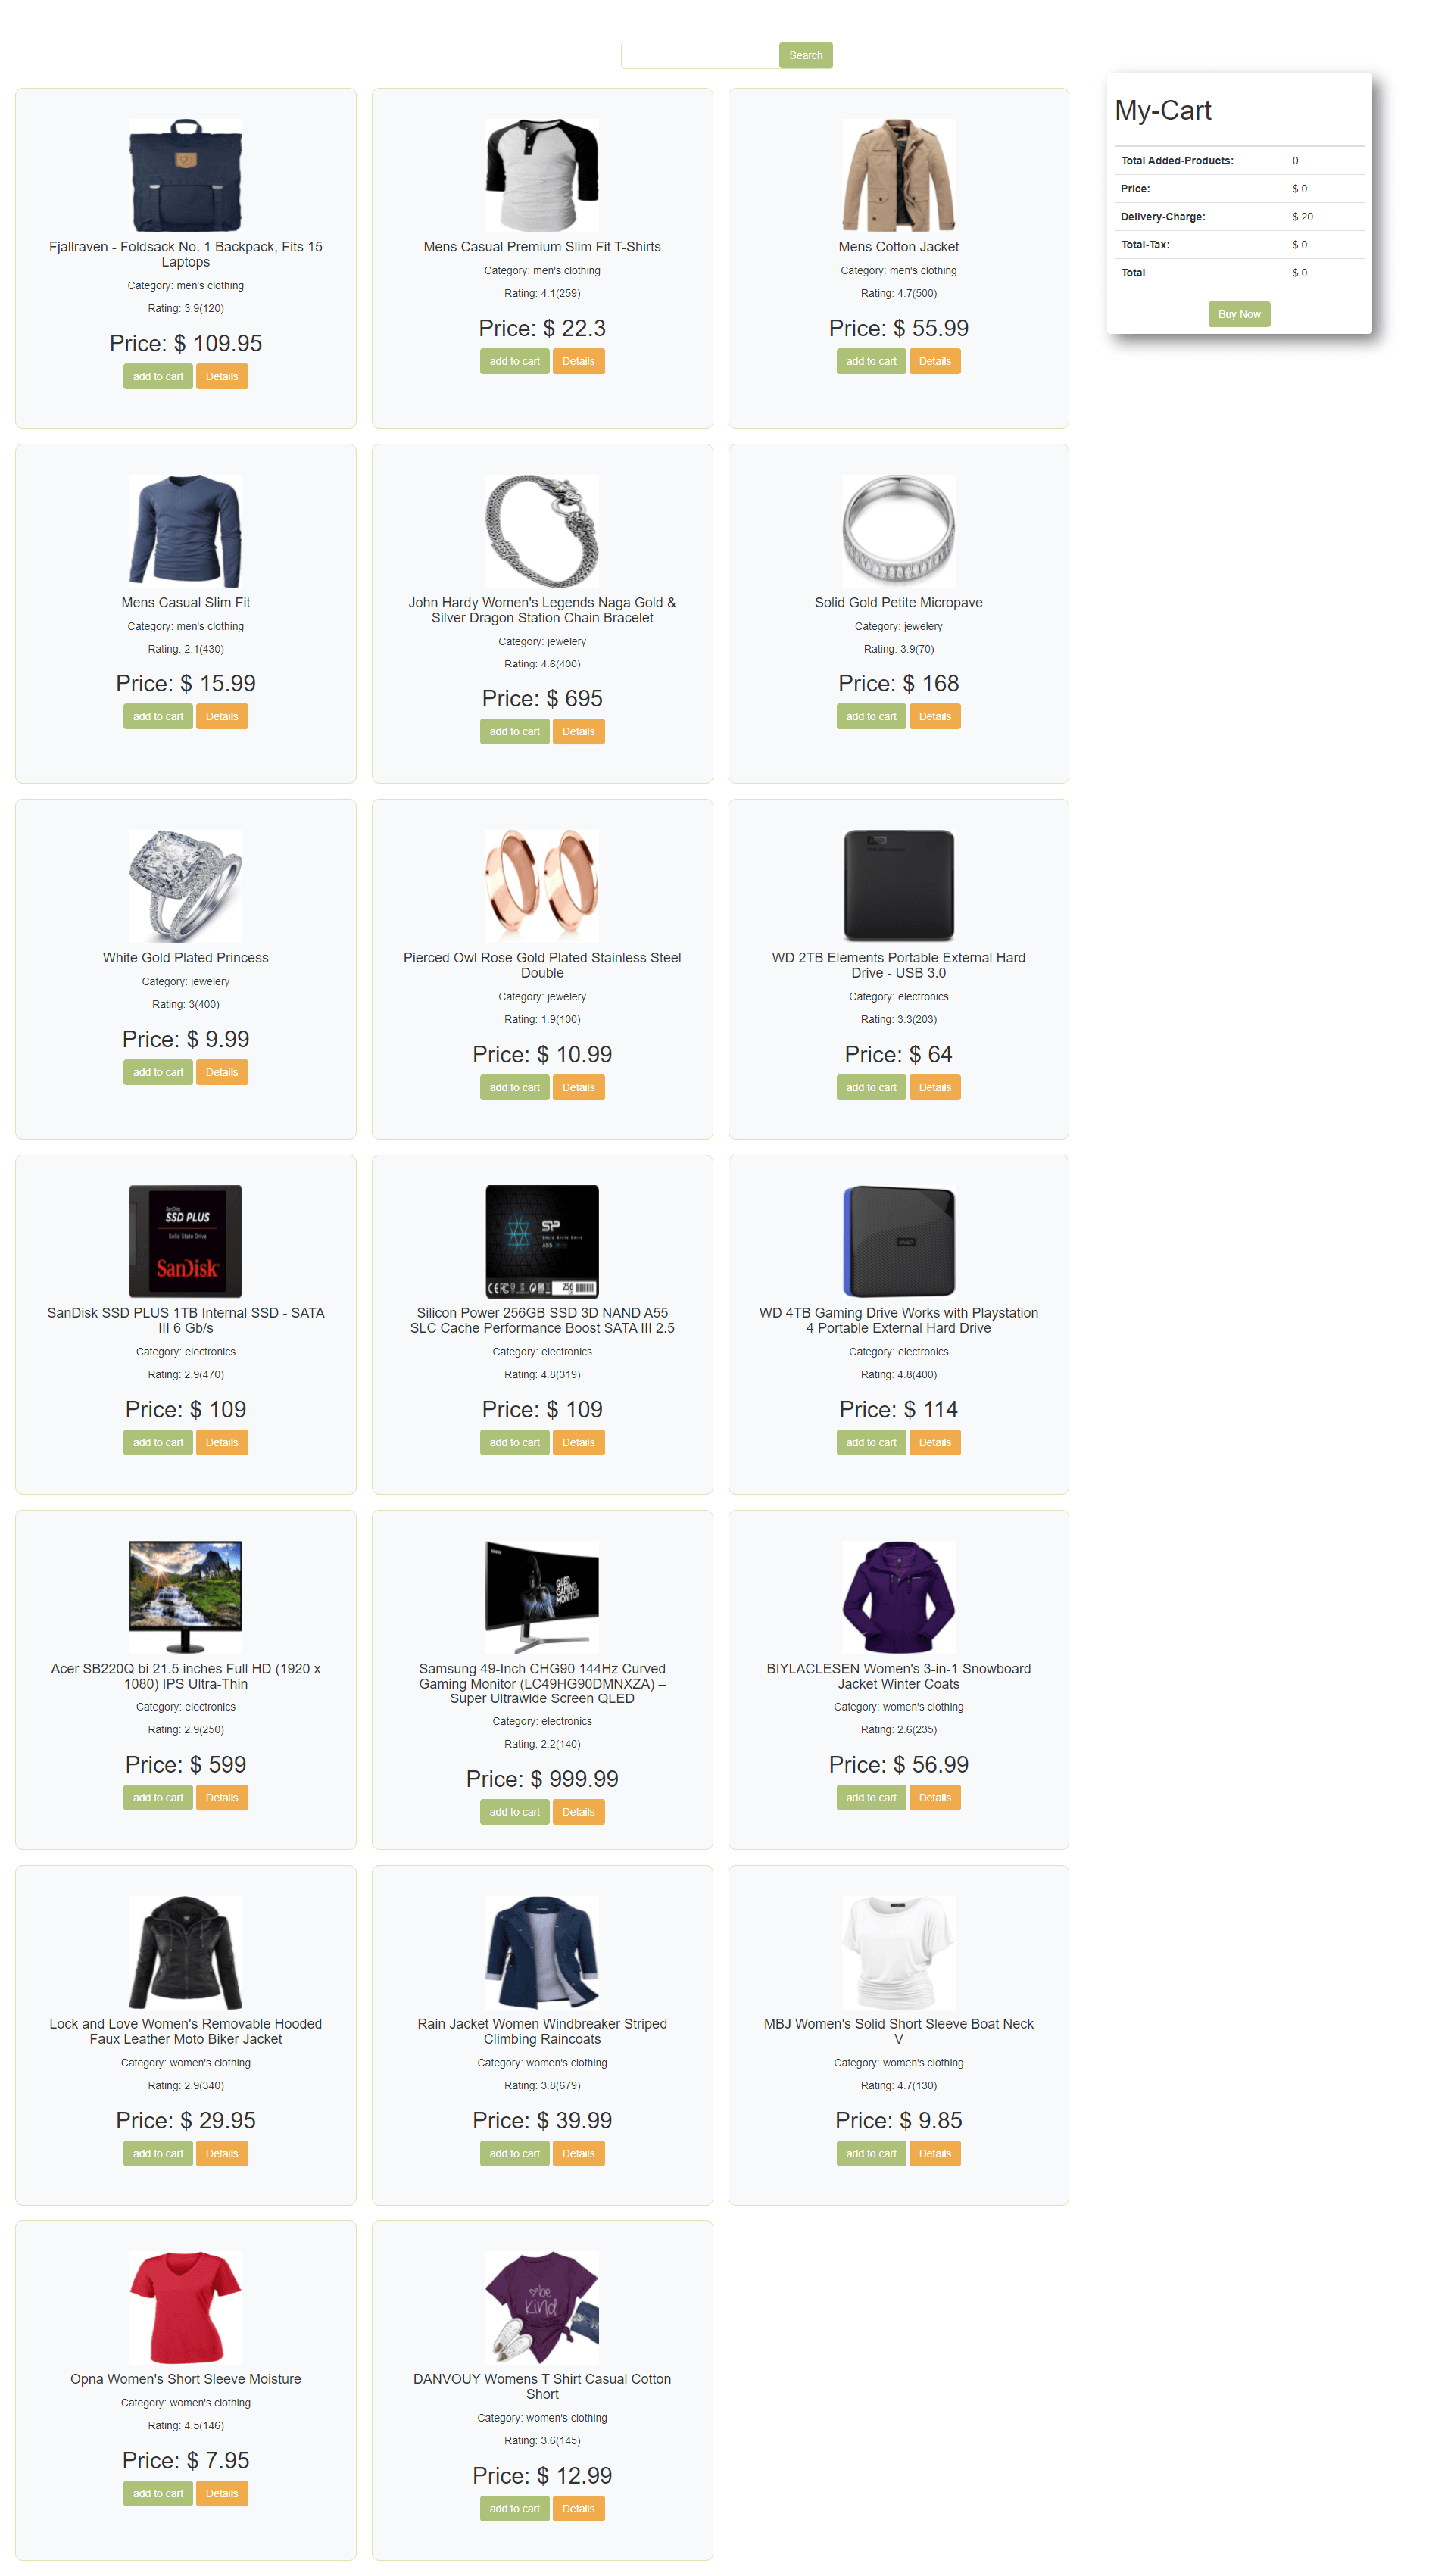 Search
My-Cart
Total Added-Products: 0
Price: $ 0
Delivery-Charge: $ 20
Total-Tax: $ 0
Total $ 0
Buy Now
Fjallraven - Foldsack No. 1 Backpack, Fits 15
Laptops
Category: men's clothing
Rating: 3.9(120)
Price: $ 109.95
add to cart Details
Mens Casual Premium Slim Fit T-Shirts
Category: men's clothing
Rating: 4.1(259)
Price: $ 22.3
add to cart Details
Mens Cotton Jacket
Category: men's clothing
Rating: 4.7(500)
Price: $ 55.99
add to cart Details
Mens Casual Slim Fit
Category: men's clothing
Rating: 2.1(430)
Price: $ 15.99
add to cart Details
John Hardy Women's Legends Naga Gold &
Silver Dragon Station Chain Bracelet
Category: jewelery
Rating: 4.6(400)
Price: $ 695
add to cart Details
Solid Gold Petite Micropave
Category: jewelery
Rating: 3.9(70)
Price: $ 168
add to cart Details
White Gold Plated Princess
Category: jewelery
Rating: 3(400)
Price: $ 9.99
add to cart Details
Pierced Owl Rose Gold Plated Stainless Steel
Double
Category: jewelery
Rating: 1.9(100)
Price: $ 10.99
add to cart Details
WD 2TB Elements Portable External Hard
Drive - USB 3.0
Category: electronics
Rating: 3.3(203)
Price: $ 64
add to cart Details
SanDisk
SSD PLUS
Solid State Drive
SanDisk
SanDisk SSD PLUS 1TB Internal SSD - SATA
III 6 Gb/s
Category: electronics
Rating: 2.9(470)
Price: $ 109
add to cart Details
SP
Solid State Drive
A55
256
Silicon Power 256GB SSD 3D NAND A55
SLC Cache Performance Boost SATA III 2.5
Category: electronics
Rating: 4.8(319)
Price: $ 109
add to cart Details
WD
WD 4TB Gaming Drive Works with Playstation
4 Portable External Hard Drive
Category: electronics
Rating: 4.8(400)
Price: $ 114
add to cart Details
Acer SB220Q bi 21.5 inches Full HD (1920 x
1080) IPS Ultra-Thin
Category: electronics
Rating: 2.9(250)
Price: $ 599
add to cart Details
QLED
GAMING
MONITOR
Samsung 49-Inch CHG90 144Hz Curved
Gaming Monitor (LC49HG90DMNXZA) –
Super Ultrawide Screen QLED
Category: electronics
Rating: 2.2(140)
Price: $ 999.99
add to cart Details
BIYLACLESEN Women's 3-in-1 Snowboard
Jacket Winter Coats
Category: women's clothing
Rating: 2.6(235)
Price: $ 56.99
add to cart Details
Lock and Love Women's Removable Hooded
Faux Leather Moto Biker Jacket
Category: women's clothing
Rating: 2.9(340)
Price: $ 29.95
add to cart Details
Rain Jacket Women Windbreaker Striped
Climbing Raincoats
Category: women's clothing
Rating: 3.8(679)
Price: $ 39.99
add to cart Details
MBJ Women's Solid Short Sleeve Boat Neck
V
Category: women's clothing
Rating: 4.7(130)
Price: $ 9.85
add to cart Details
Opna Women's Short Sleeve Moisture
Category: women's clothing
Rating: 4.5(146)
Price: $ 7.95
add to cart Details
be
kind
DANVOUY Womens T Shirt Casual Cotton
Short
Category: women's clothing
Rating: 3.6(145)
Price: $ 12.99
add to cart Details